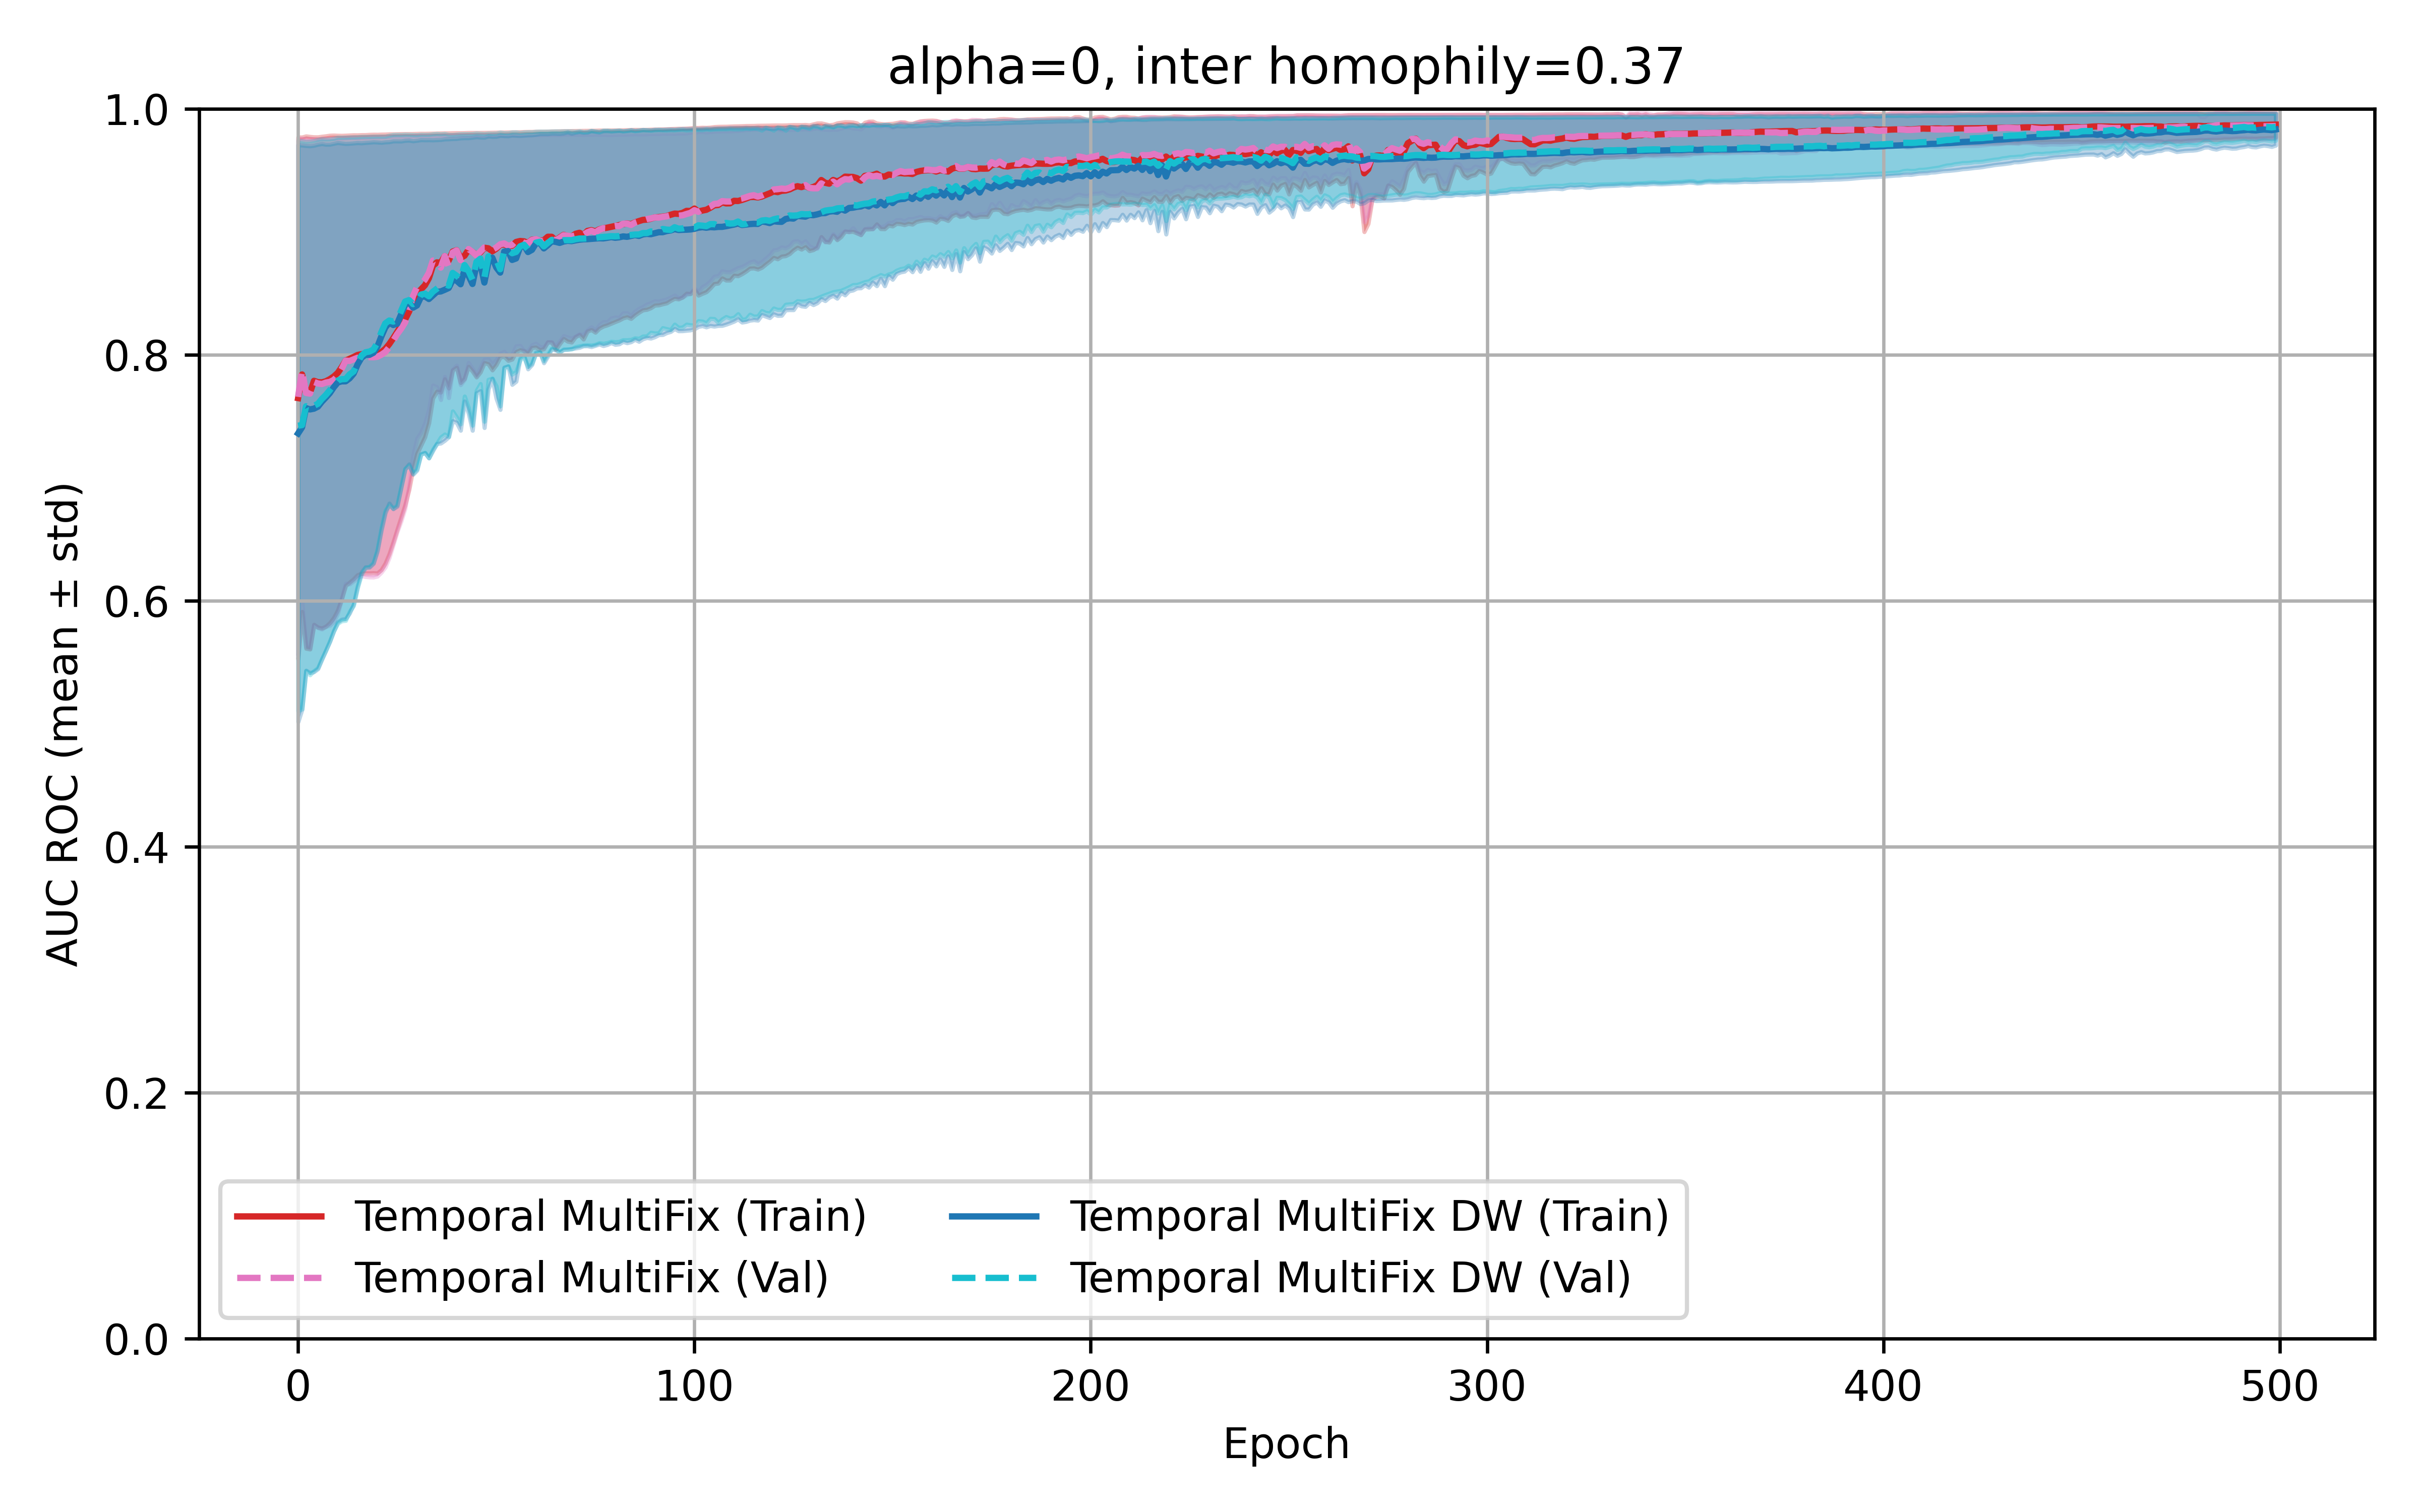 alpha=0, inter homophily=0.37
1.0
0.8
0.6
0.4
0.2
0.0
AUC ROC (mean ± std)
Temporal MultiFix (Train)
Temporal MultiFix (Val)
Temporal MultiFix DW (Train)
Temporal MultiFix DW (Val)
0 100 200 300 400 500
Epoch